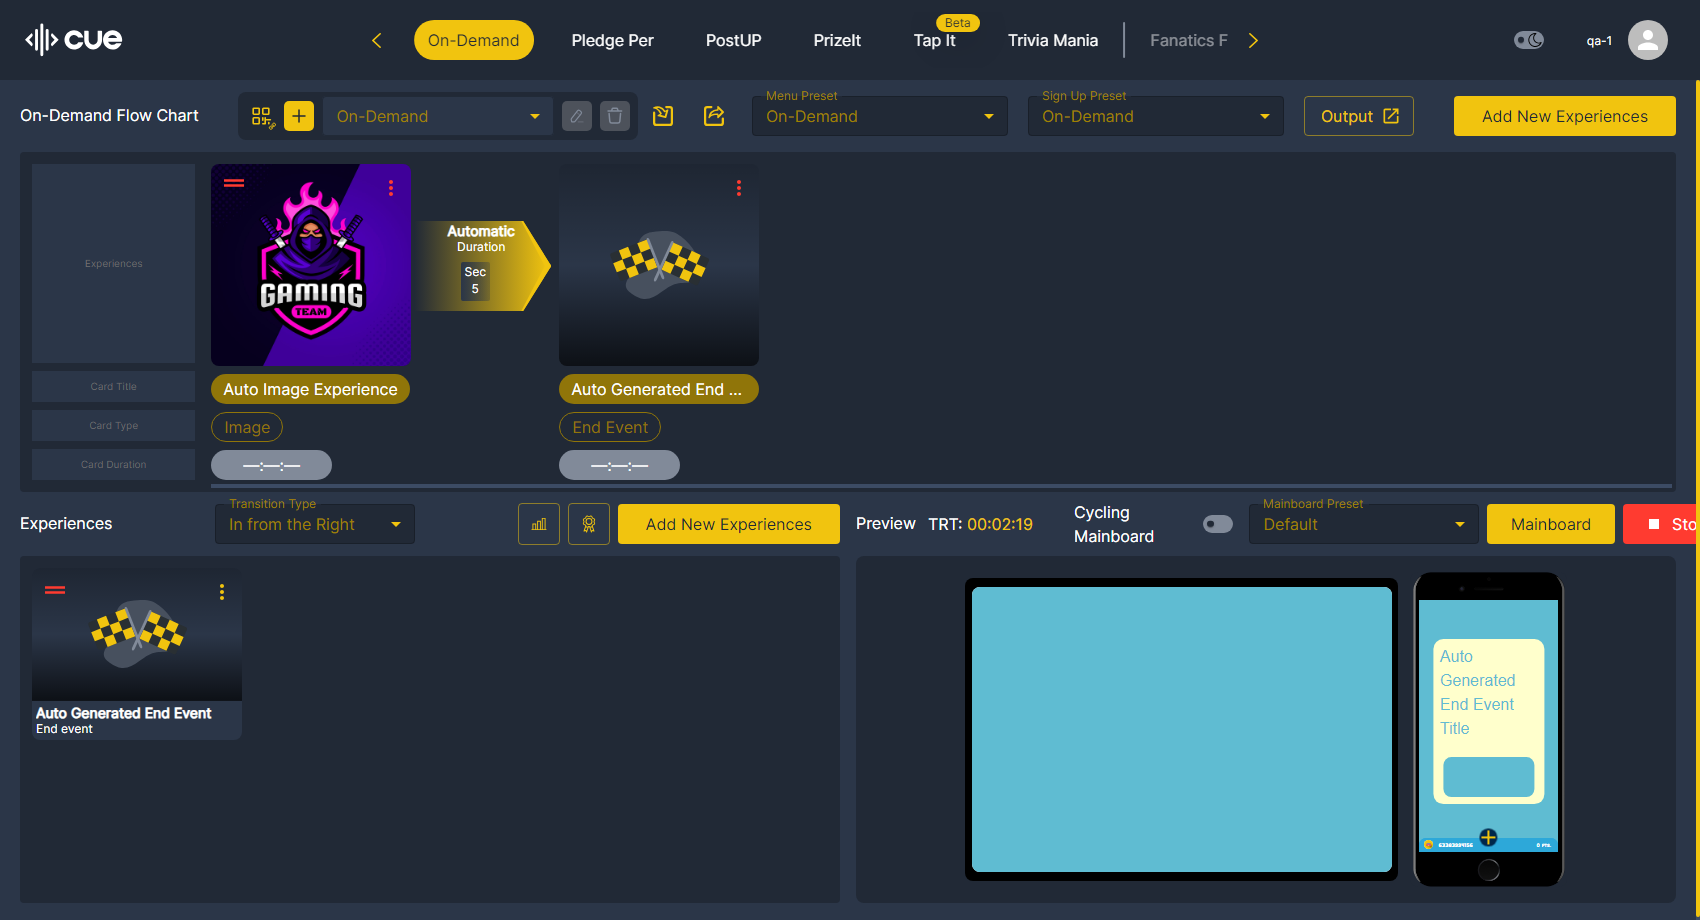 cue
On-Demand
Pledge Per
PostUP
PrizeIt
Beta
Tap It
Trivia Mania
Fanatics F
qa-1
On-Demand Flow Chart
On-Demand
Menu Preset
On-Demand
Sign Up Preset
On-Demand
Output
Add New Experiences
Experiences
Card Title
Card Type
Card Duration
GAMING
TEAM
Automatic
Duration
Sec
5
Auto Image Experience
Image
—:—:—
Auto Generated End ...
End Event
—:—:—
Experiences
Transition Type
In from the Right
Add New Experiences
Preview
TRT: 00:02:19
Cycling
Mainboard
Mainboard Preset
Default
Mainboard
Sto
Auto Generated End Event
End event
Auto
Generated
End Event
Title
0 Pts.